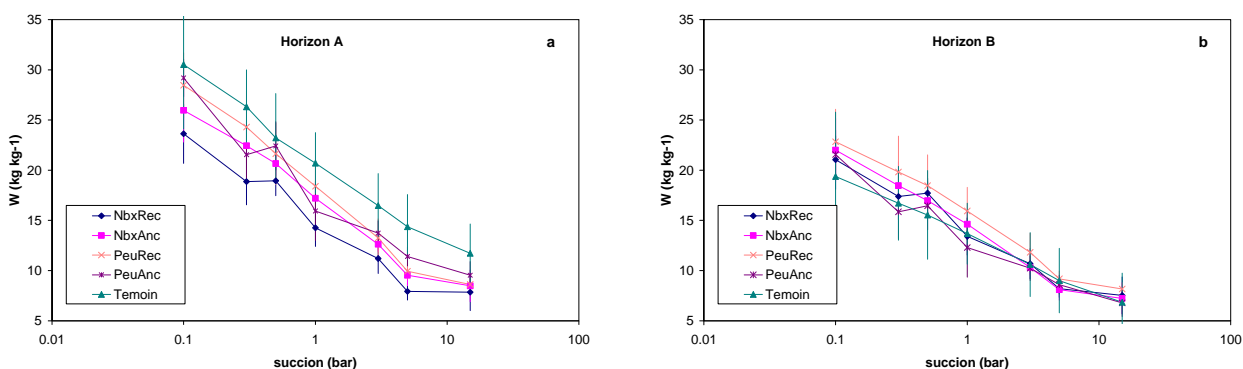 Horizon A
a
35
30
25
20
15
10
5
W (kg kg-1)
NbxRec
NbxAnc
PeuRec
PeuAnc
Temoin
0.01 0.1 1 10 100
succion (bar)
Horizon B
b
35
30
25
20
15
10
5
W (kg kg-1)
NbxRec
NbxAnc
PeuRec
PeuAnc
Temoin
0.01 0.1 1 10 100
succion (bar)